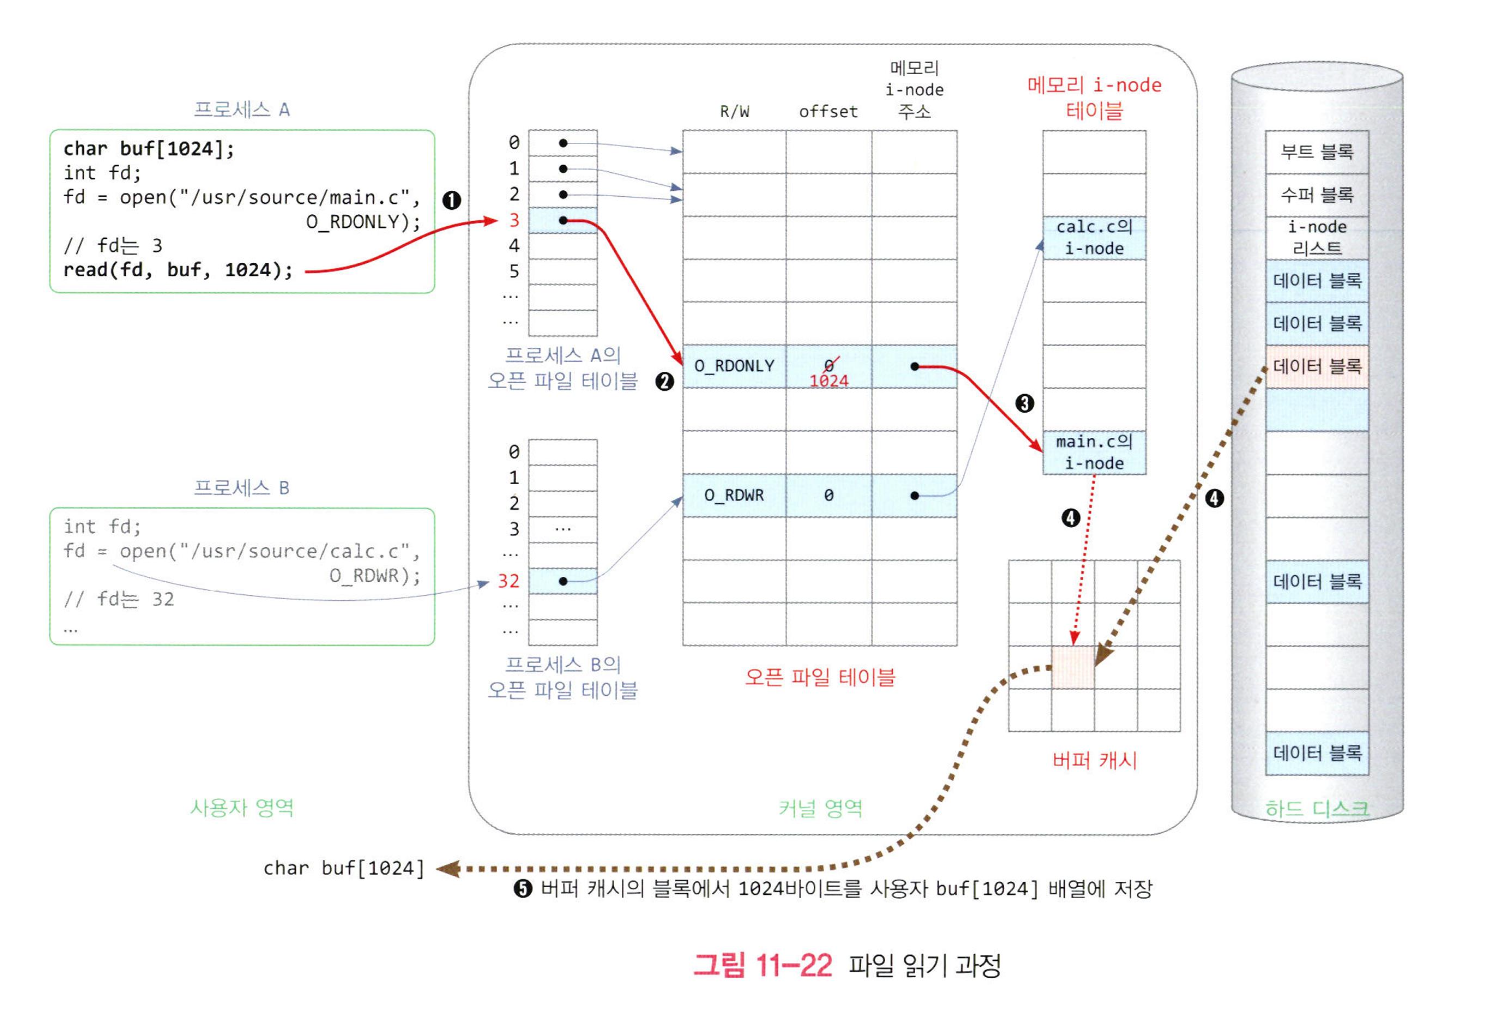 프로세스 A
char buf[1024];
int fd;
fd = open("/usr/source/main.c",
O_RDONLY);
// fd는 3
read(fd, buf, 1024);
❶
0
1
2
3
4
5
...
...
프로세스 A의
오픈 파일 테이블
❷
프로세스 B
int fd;
fd = open("/usr/source/calc.c",
O_RDWR);
// fd는 32
...
0
1
2
3 ...
...
32
...
...
프로세스 B의
오픈 파일 테이블
R/W
offset
메모리
i-node
주소
O_RDONLY
0
1024
O_RDWR
0
오픈 파일 테이블
메모리 i-node
테이블
calc.c의
i-node
❸
main.c의
i-node
❹
버퍼 캐시
❹
부트 블록
수퍼 블록
i-node
리스트
데이터 블록
데이터 블록
데이터 블록
데이터 블록
데이터 블록
사용자 영역
커널 영역
하드 디스크
char buf[1024]
❺ 버퍼 캐시의 블록에서 1024바이트를 사용자 buf[1024] 배열에 저장
그림 11-22 파일 읽기 과정